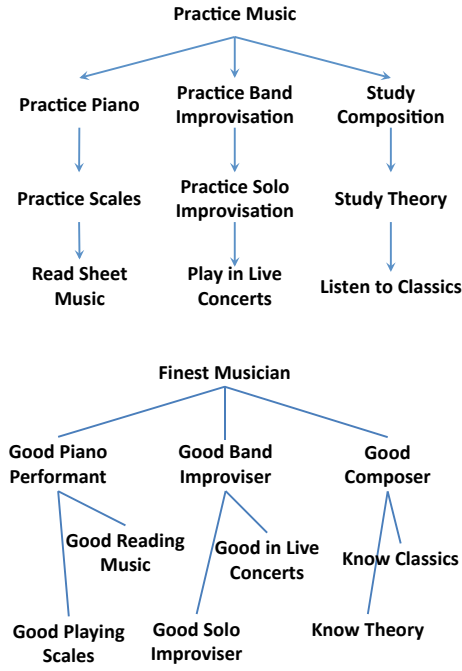 Practice Music
Practice Piano
Practice Band
Improvisation
Study
Composition
Practice Scales
Practice Solo
Improvisation
Study Theory
Read Sheet
Music
Play in Live
Concerts
Listen to Classics
Finest Musician
Good Piano
Performant
Good Band
Improviser
Good
Composer
Good Reading
Music
Good in Live
Concerts
Know Classics
Good Playing
Scales
Good Solo
Improviser
Know Theory